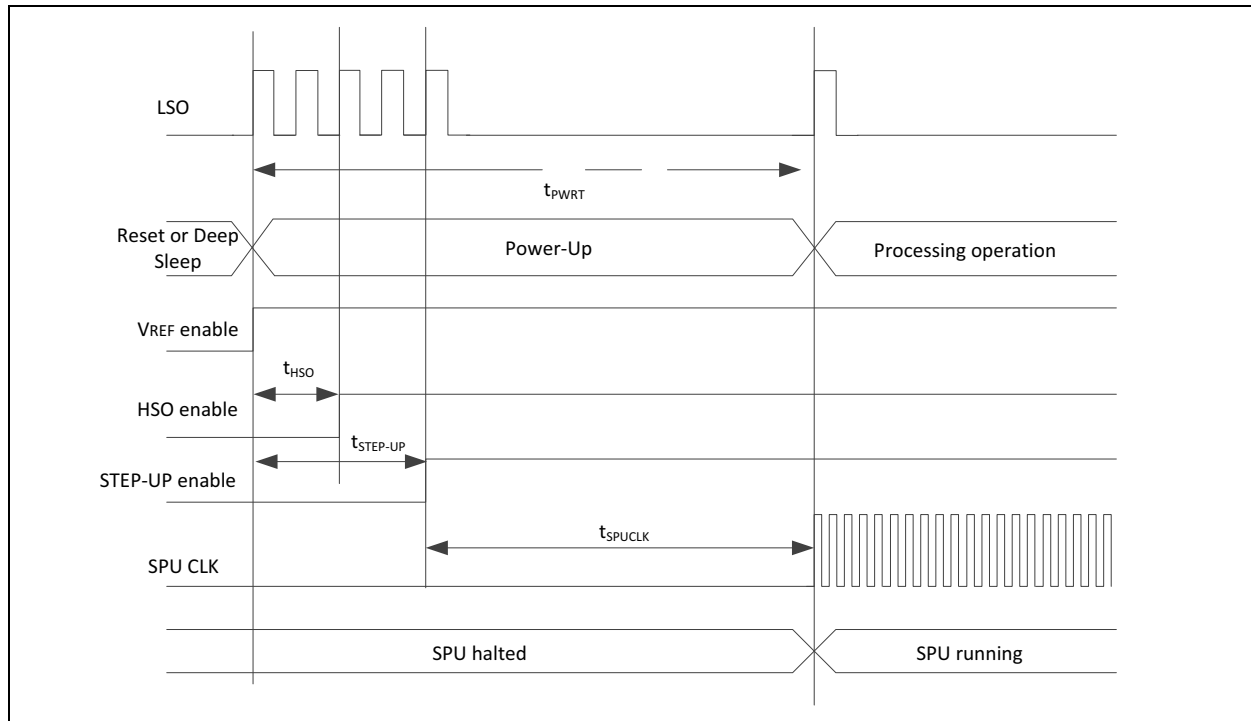 LSO
tPWRT
Reset or Deep
Sleep
Power-Up
Processing operation
VREF enable
tHSO
HSO enable
tSTEP-UP
STEP-UP enable
tSPUCLK
SPU CLK
SPU halted
SPU running